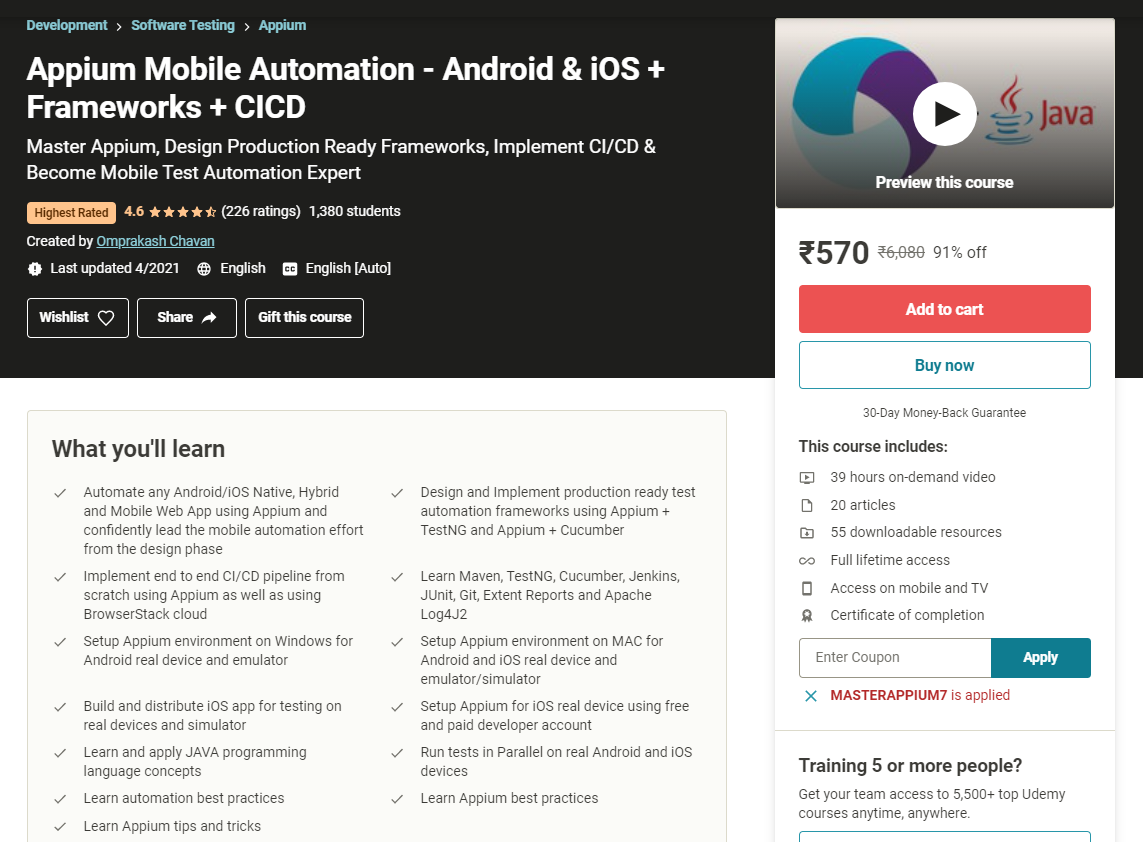 Development > Software Testing > Appium
Appium Mobile Automation - Android & iOS +
Frameworks + CICD
Master Appium, Design Production Ready Frameworks, Implement CI/CD &
Become Mobile Test Automation Expert
Highest Rated 4.6 (226 ratings) 1,380 students
Created by Omprakash Chavan
Last updated 4/2021 English CC English [Auto]
Wishlist Share Gift this course
What you'll learn
Automate any Android/iOS Native, Hybrid
and Mobile Web App using Appium and
confidently lead the mobile automation effort
from the design phase
Design and Implement production ready test
automation frameworks using Appium +
TestNG and Appium + Cucumber
Implement end to end CI/CD pipeline from
scratch using Appium as well as using
BrowserStack cloud
Learn Maven, TestNG, Cucumber, Jenkins,
JUnit, Git, Extent Reports and Apache
Log4J2
Setup Appium environment on Windows for
Android real device and emulator
Setup Appium environment on MAC for
Android and iOS real device and
emulator/simulator
Build and distribute iOS app for testing on
real devices and simulator
Setup Appium for iOS real device using free
and paid developer account
Learn and apply JAVA programming
language concepts
Run tests in Parallel on real Android and iOS
devices
Learn automation best practices
Learn Appium best practices
Learn Appium tips and tricks
Java
Preview this course
₹570 ₹6,080 91% off
Add to cart
Buy now
30-Day Money-Back Guarantee
This course includes:
39 hours on-demand video
20 articles
55 downloadable resources
Full lifetime access
Access on mobile and TV
Certificate of completion
Enter Coupon Apply
MASTERAPPIUM7 is applied
Training 5 or more people?
Get your team access to 5,500+ top Udemy
courses anytime, anywhere.